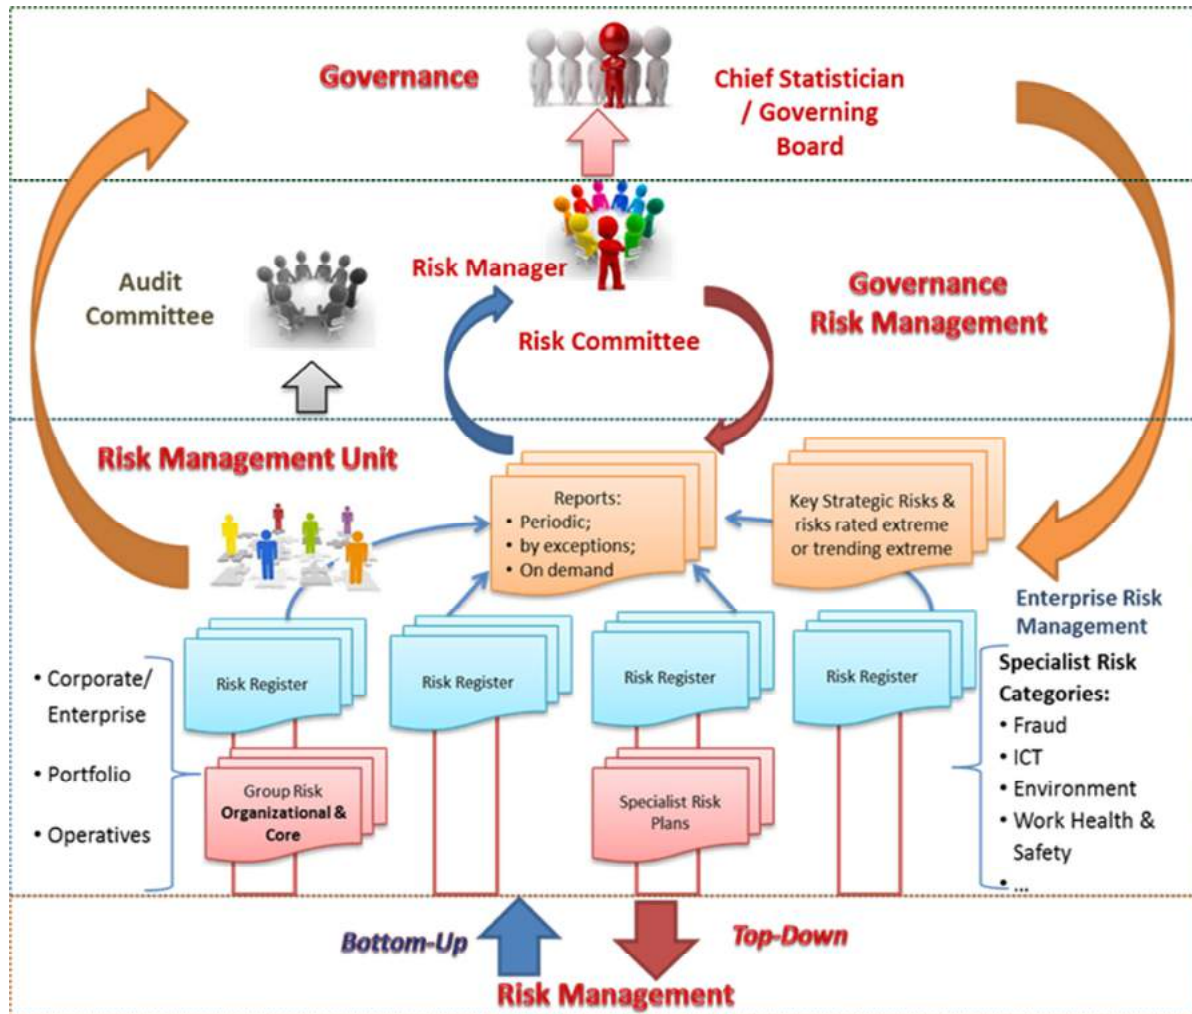 Governance
Chief Statistician
/ Governing
Board
Audit
Committee
Risk Manager
Risk Committee
Governance
Risk Management
Risk Management Unit
Reports:
• Periodic;
• by exceptions;
• On demand
Key Strategic Risks &
risks rated extreme
or trending extreme
Enterprise Risk
Management
Risk Register
Risk Register
Risk Register
Risk Register
• Corporate/
Enterprise
• Portfolio
• Operatives
Group Risk
Organizational &
Core
Specialist Risk
Plans
Specialist Risk
Categories:
• Fraud
• ICT
• Environment
• Work Health &
Safety
• ...
Bottom-Up
Top-Down
Risk Management